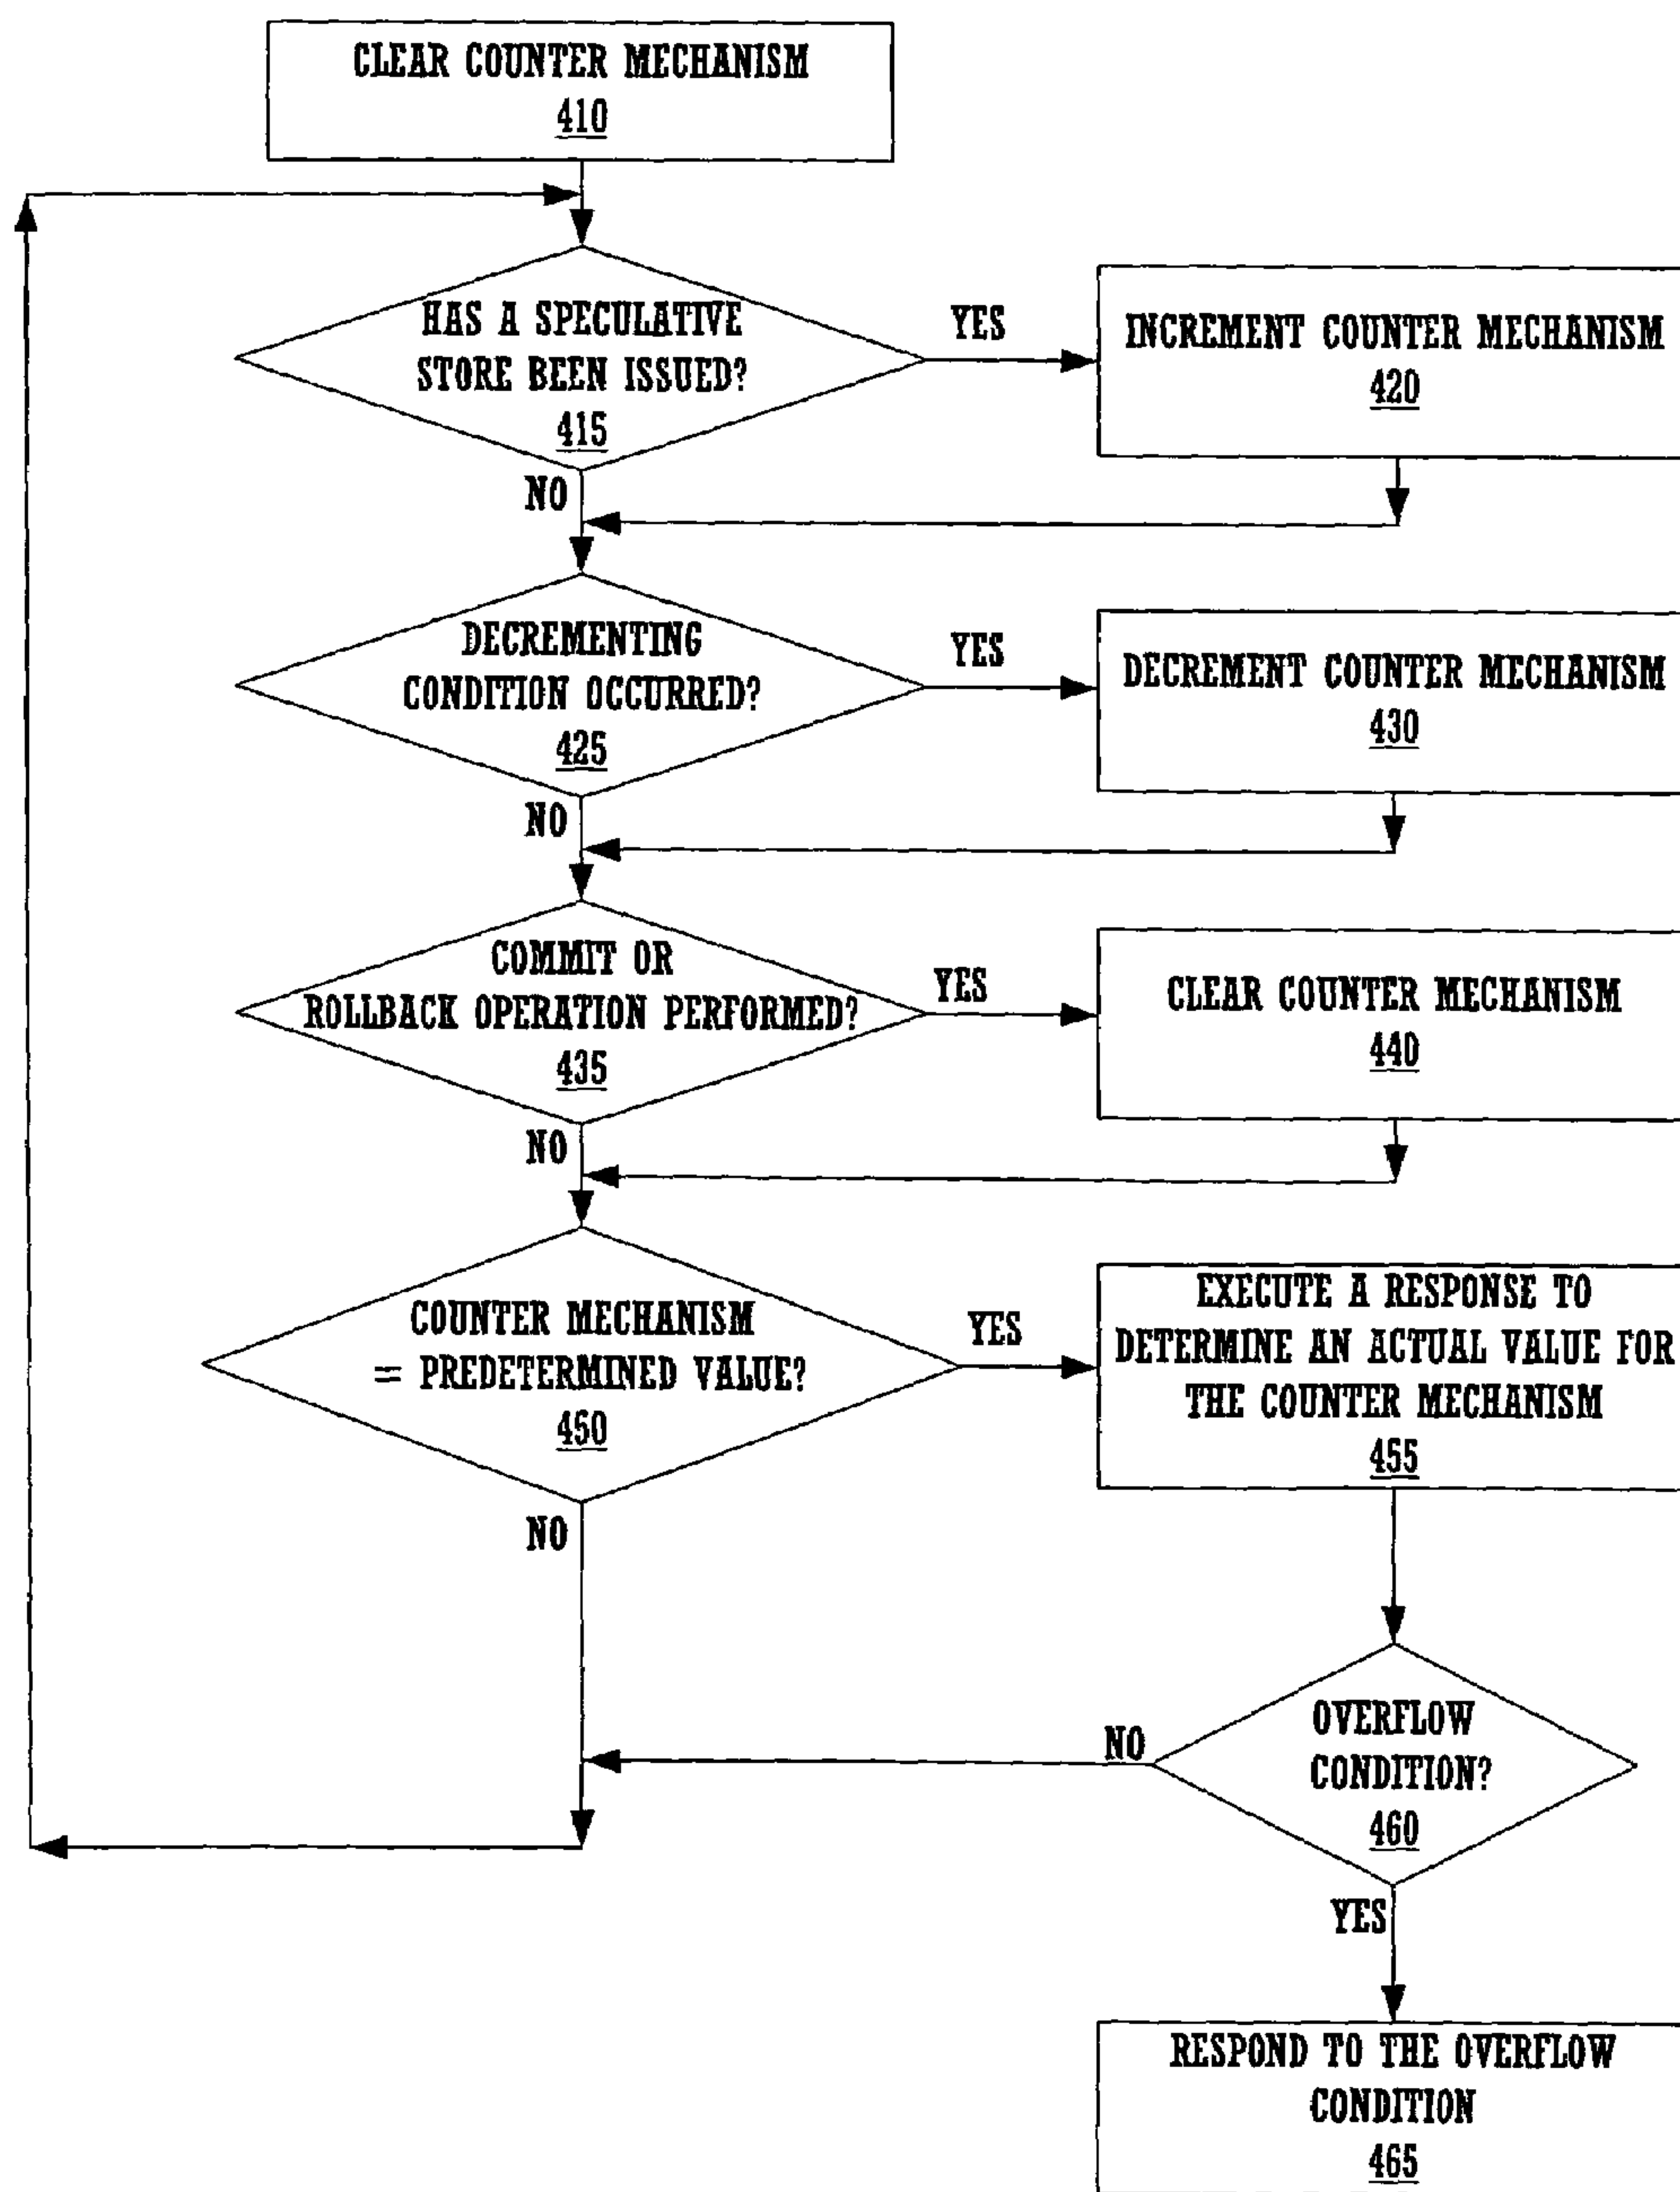 CLEAR COUNTER MECHANISM
410
HAS A SPECULATIVE
STORE BEEN ISSUED?
415
YES
INCREMENT COUNTER MECHANISM
420
NO
DECREMENTING
CONDITION OCCURRED?
425
YES
DECREMENT COUNTER MECHANISM
430
NO
COMMIT OR
ROLLBACK OPERATION PERFORMED?
435
YES
CLEAR COUNTER MECHANISM
440
NO
COUNTER MECHANISM
= PREDETERMINED VALUE?
450
YES
EXECUTE A RESPONSE TO
DETERMINE AN ACTUAL VALUE FOR
THE COUNTER MECHANISM
455
NO
OVERFLOW
CONDITION?
460
NO
YES
RESPOND TO THE OVERFLOW
CONDITION
465